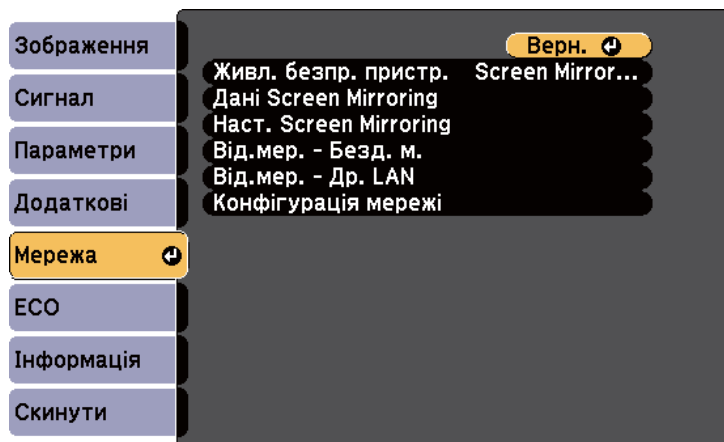 Зображення
Сигнал
Параметри
Додаткові
Мережа
ECO
Інформація
Скинути
Верн.
Живл. безпр. пристр. Screen Mirror...
Дані Screen Mirroring
Наст. Screen Mirroring
Від.мер. - Безд. м.
Від.мер. - Др. LAN
Конфігурація мережі